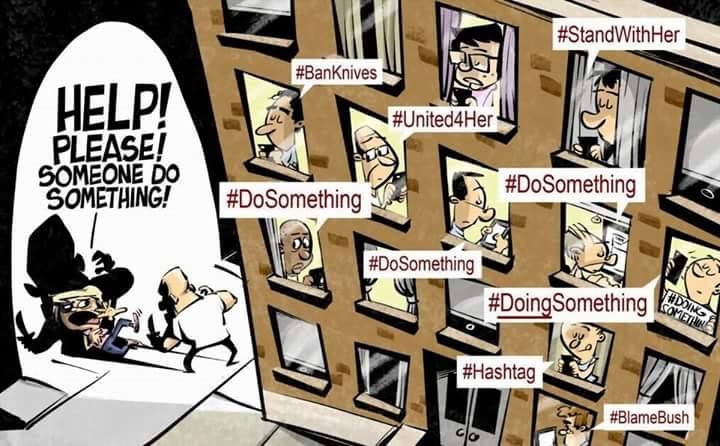 HELP!
PLEASE!
SOMEONE DO
SOMETHING!
#StandWithHer
#BanKnives
#United4Her
#DoSomething
#DoSomething
#DoSomething
#DoingSomething
#DOING
SOMETHING
#Hashtag
#BlameBush